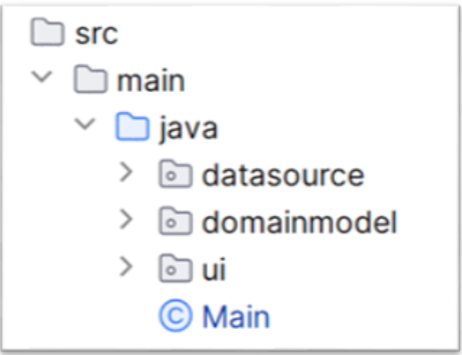 src
main
java
datasource
domainmodel
ui
Main